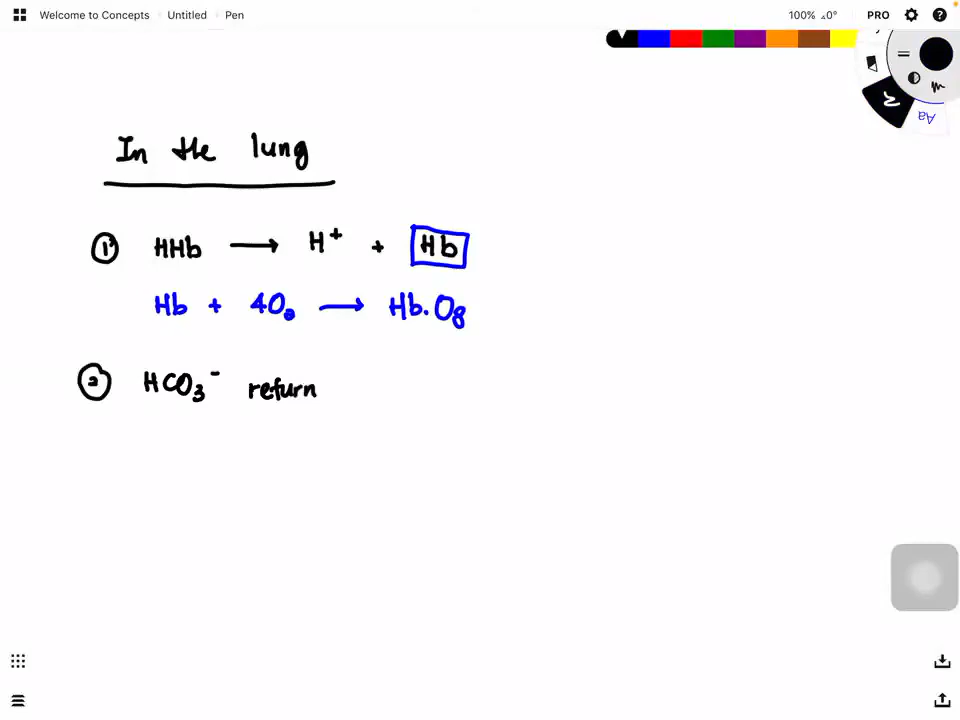 Welcome to Concepts Untitled Pen 100% 0° PRO
Aa
In the lung
① HHb → H⁺ + Hb
Hb + 4O₂ → Hb.O₈
② HCO₃⁻ return